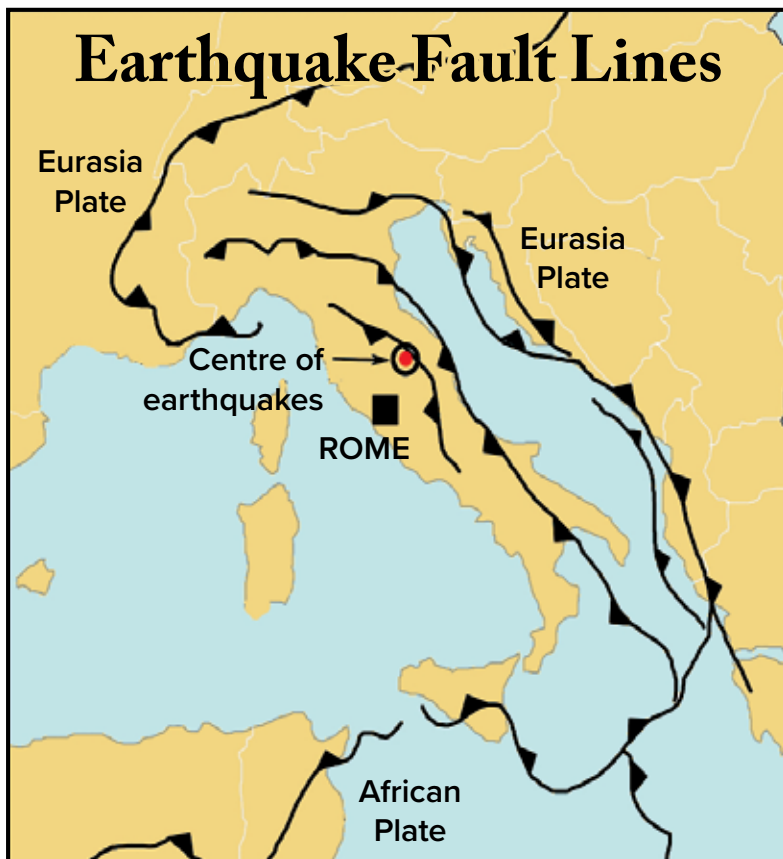 Earthquake Fault Lines
Eurasia
Plate
Eurasia
Plate
Centre of
earthquakes
ROME
African
Plate